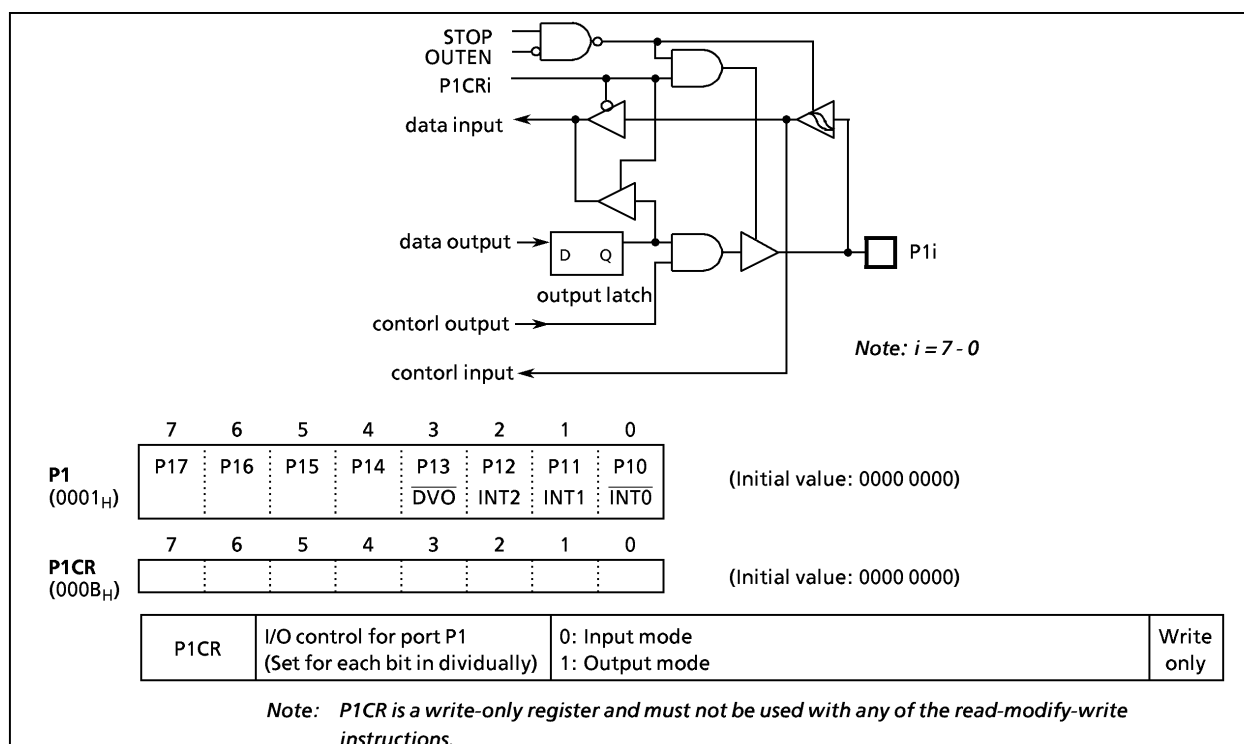 STOP
OUTEN
P1CRi
data input
data output
D Q
P1i
output latch
contorl output
Note: i = 7 - 0
contorl input
7 6 5 4 3 2 1 0
P1
(0001H)
P17 P16 P15 P14 P13 P12 P11 P10
DVO INT2 INT1 INT0
(Initial value: 0000 0000)
7 6 5 4 3 2 1 0
P1CR
(000BH)
(Initial value: 0000 0000)
P1CR
I/O control for port P1
(Set for each bit in dividually)
0: Input mode
1: Output mode
Write
only
Note: P1CR is a write-only register and must not be used with any of the read-modify-write
instructions.